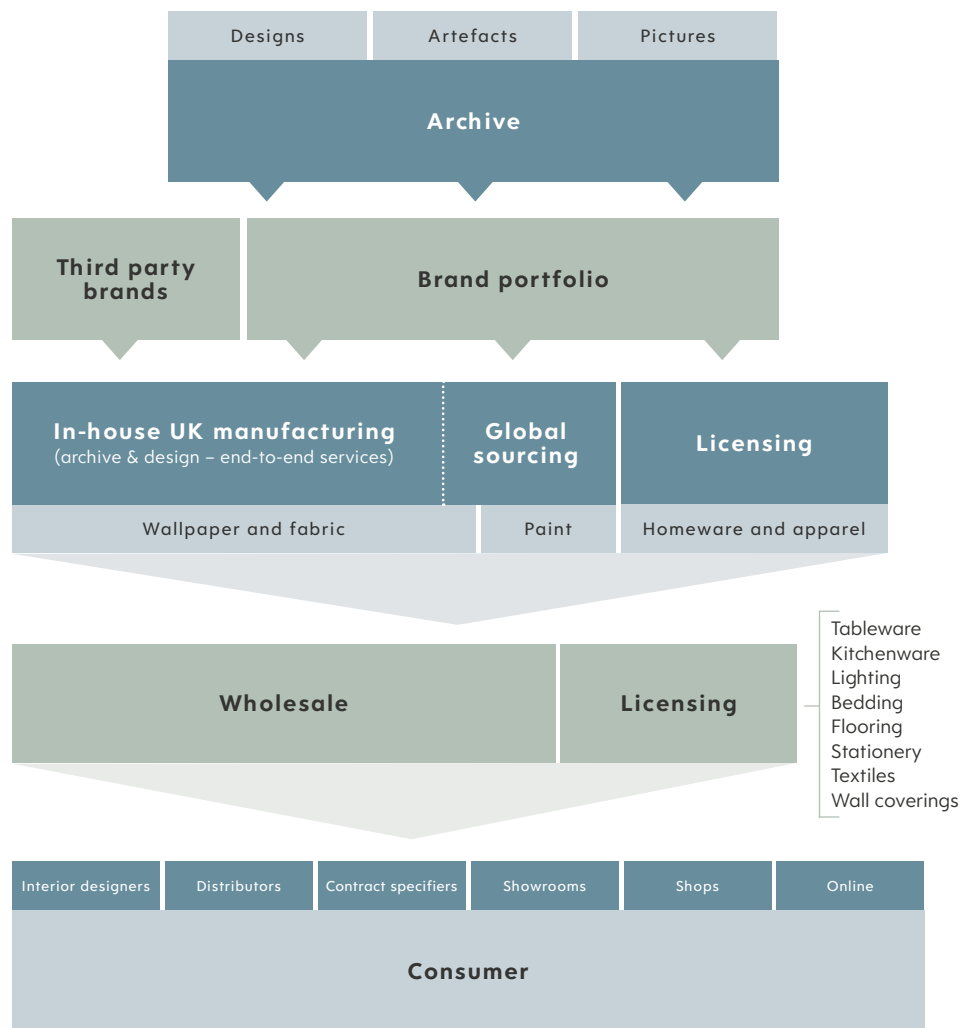 Designs
Artefacts
Pictures
Archive
Third party
brands
Brand portfolio
In-house UK manufacturing
(archive & design – end-to-end services)
Global
sourcing
Licensing
Wallpaper and fabric
Paint
Homeware and apparel
Wholesale
Licensing
Tableware
Kitchenware
Lighting
Bedding
Flooring
Stationery
Textiles
Wall coverings
Interior designers
Distributors
Contract specifiers
Showrooms
Shops
Online
Consumer